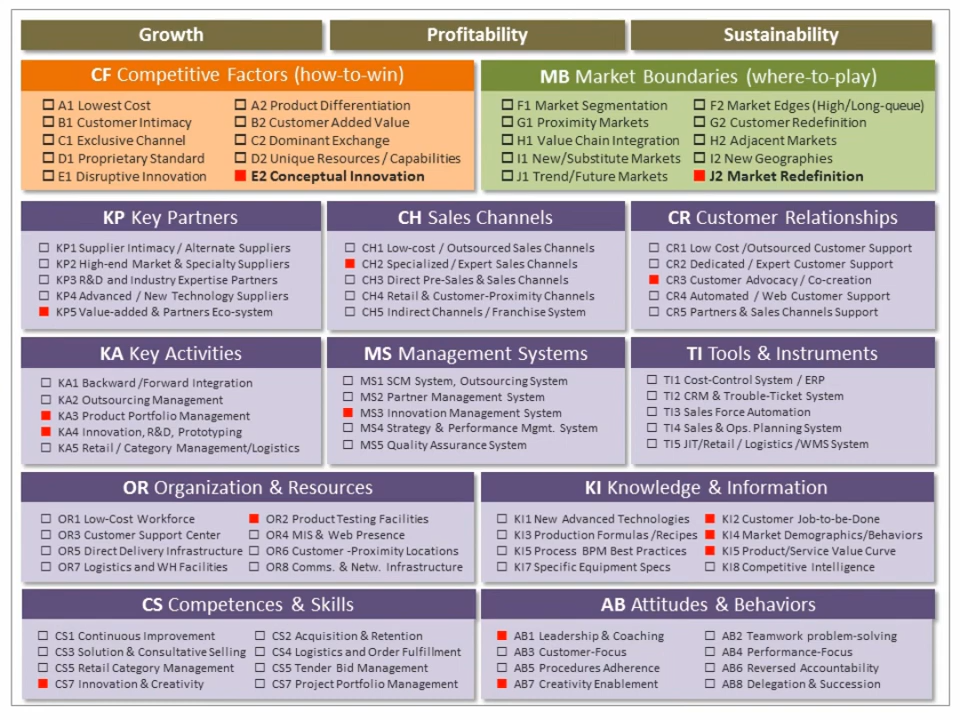 Growth Profitability Sustainability
CF Competitive Factors (how-to-win)
A1 Lowest Cost A2 Product Differentiation
B1 Customer Intimacy B2 Customer Added Value
C1 Exclusive Channel C2 Dominant Exchange
D1 Proprietary Standard D2 Unique Resources / Capabilities
E1 Disruptive Innovation E2 Conceptual Innovation
MB Market Boundaries (where-to-play)
F1 Market Segmentation F2 Market Edges (High/Long-queue)
G1 Proximity Markets G2 Customer Redefinition
H1 Value Chain Integration H2 Adjacent Markets
I1 New/Substitute Markets I2 New Geographies
J1 Trend/Future Markets J2 Market Redefinition
KP Key Partners
KP1 Supplier Intimacy / Alternate Suppliers
KP2 High-end Market & Specialty Suppliers
KP3 R&D and Industry Expertise Partners
KP4 Advanced / New Technology Suppliers
KP5 Value-added & Partners Eco-system
CH Sales Channels
CH1 Low-cost / Outsourced Sales Channels
CH2 Specialized / Expert Sales Channels
CH3 Direct Pre-Sales & Sales Channels
CH4 Retail & Customer-Proximity Channels
CH5 Indirect Channels / Franchise System
CR Customer Relationships
CR1 Low Cost /Outsourced Customer Support
CR2 Dedicated / Expert Customer Support
CR3 Customer Advocacy / Co-creation
CR4 Automated / Web Customer Support
CR5 Partners & Sales Channels Support
KA Key Activities
KA1 Backward /Forward Integration
KA2 Outsourcing Management
KA3 Product Portfolio Management
KA4 Innovation, R&D, Prototyping
KA5 Retail / Category Management/Logistics
MS Management Systems
MS1 SCM System, Outsourcing System
MS2 Partner Management System
MS3 Innovation Management System
MS4 Strategy & Performance Mgmt. System
MS5 Quality Assurance System
TI Tools & Instruments
TI1 Cost-Control System / ERP
TI2 CRM & Trouble-Ticket System
TI3 Sales Force Automation
TI4 Sales & Ops. Planning System
TI5 JIT/Retail / Logistics /WMS System
OR Organization & Resources
OR1 Low-Cost Workforce OR2 Product Testing Facilities
OR3 Customer Support Center OR4 MIS & Web Presence
OR5 Direct Delivery Infrastructure OR6 Customer -Proximity Locations
OR7 Logistics and WH Facilities OR8 Comms. & Netw. Infrastructure
KI Knowledge & Information
KI1 New Advanced Technologies KI2 Customer Job-to-be-Done
KI3 Production Formulas /Recipes KI4 Market Demographics/Behaviors
KI5 Process BPM Best Practices KI5 Product/Service Value Curve
KI7 Specific Equipment Specs KI8 Competitive Intelligence
CS Competences & Skills
CS1 Continuous Improvement CS2 Acquisition & Retention
CS3 Solution & Consultative Selling CS4 Logistics and Order Fulfillment
CS5 Retail Category Management CS5 Tender Bid Management
CS7 Innovation & Creativity CS7 Project Portfolio Management
AB Attitudes & Behaviors
AB1 Leadership & Coaching AB2 Teamwork problem-solving
AB3 Customer-Focus AB4 Performance-Focus
AB5 Procedures Adherence AB6 Reversed Accountability
AB7 Creativity Enablement AB8 Delegation & Succession